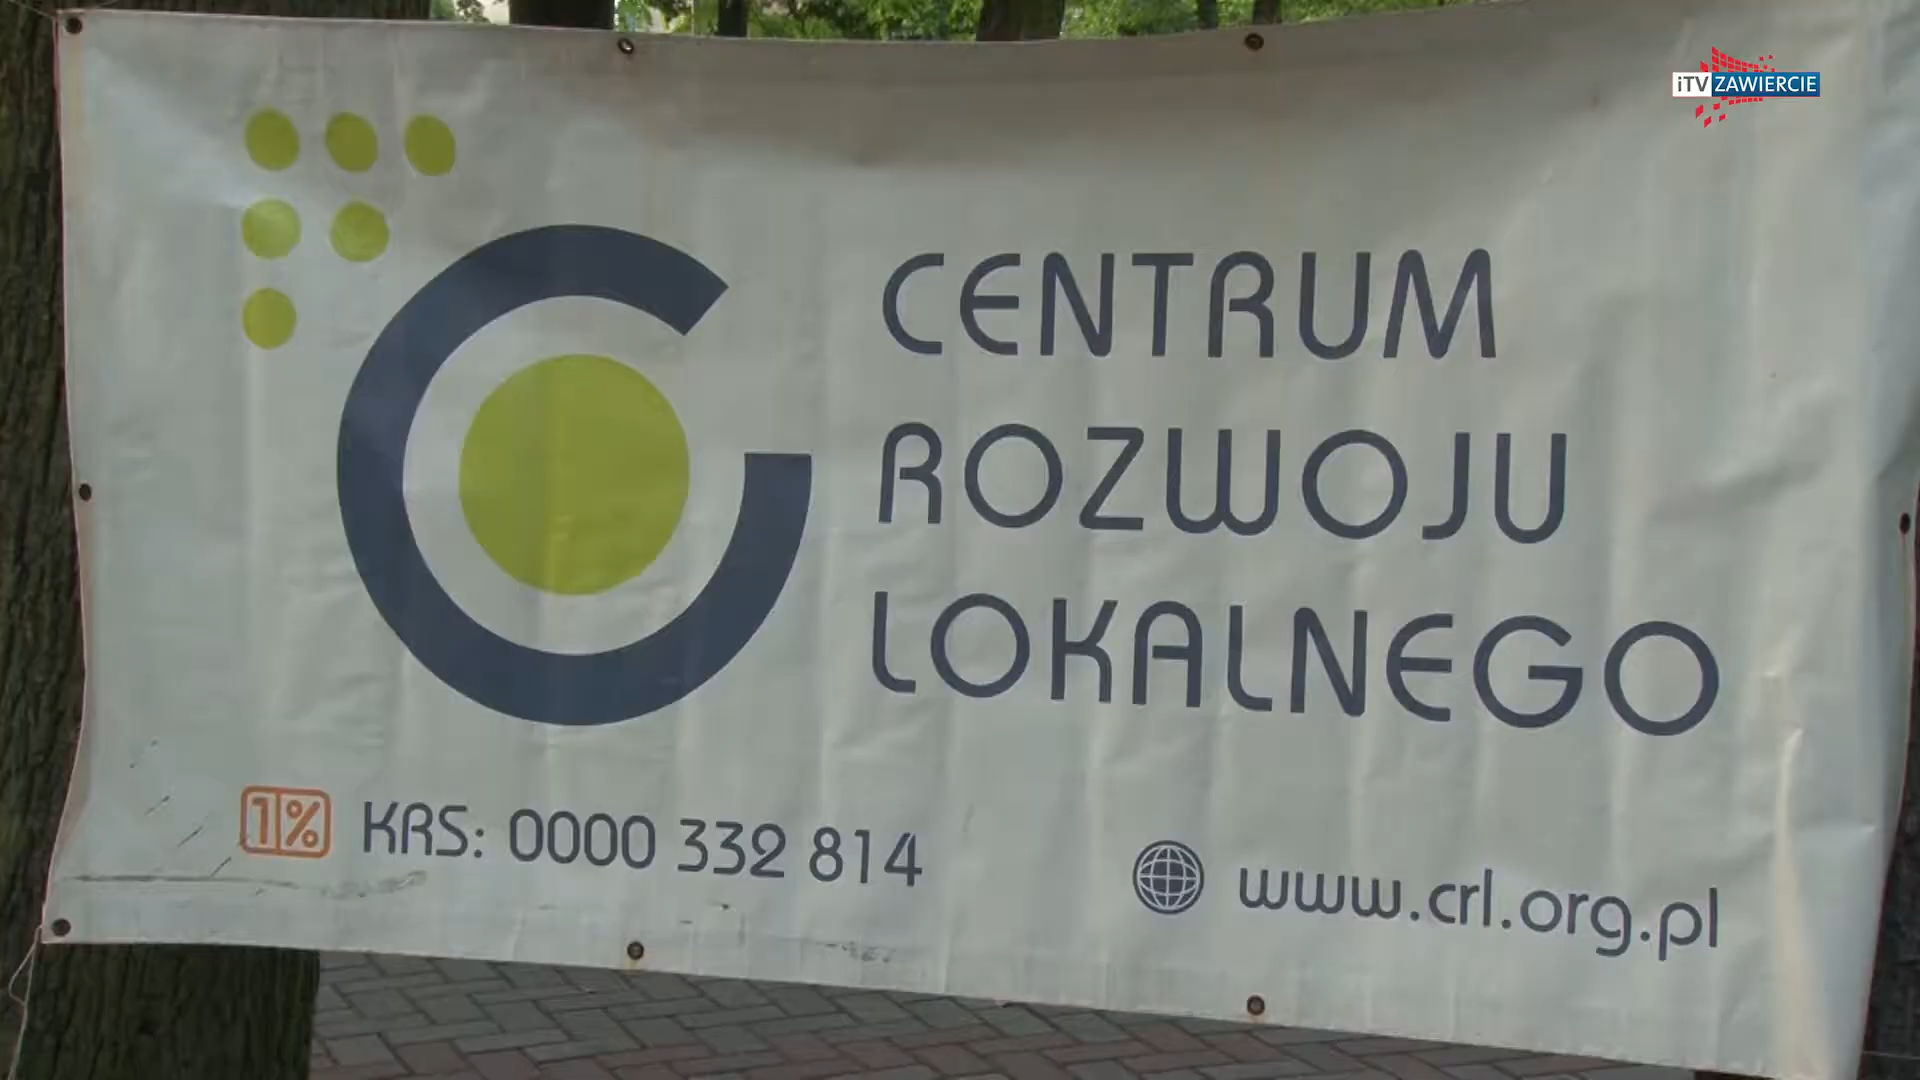 iTV ZAWIERCIE
CENTRUM
ROZWOJU
LOKALNEGO
1% KRS: 0000 332 814
www.crl.org.pl